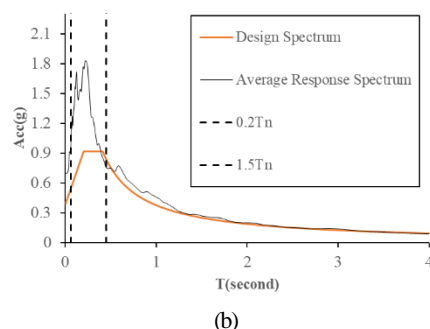 2.1
1.8
1.5
1.2
0.9
0.6
0.3
0
Acc(g)
Design Spectrum
Average Response Spectrum
0.2Tn
1.5Tn
0 1 2 3 4
T(second)
(b)